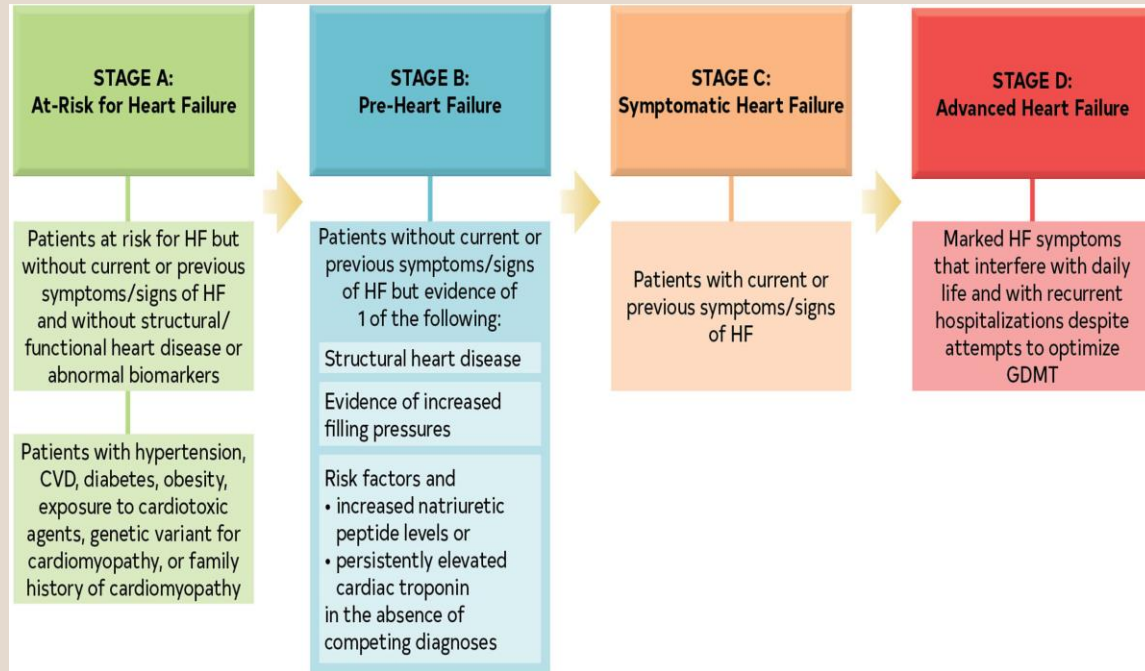 STAGE A:
At-Risk for Heart Failure
Patients at risk for HF but
without current or previous
symptoms/signs of HF
and without structural/
functional heart disease or
abnormal biomarkers
Patients with hypertension,
CVD, diabetes, obesity,
exposure to cardiotoxic
agents, genetic variant for
cardiomyopathy, or family
history of cardiomyopathy
STAGE B:
Pre-Heart Failure
Patients without current or
previous symptoms/signs
of HF but evidence of
1 of the following:
Structural heart disease
Evidence of increased
filling pressures
Risk factors and
• increased natriuretic
peptide levels or
• persistently elevated
cardiac troponin
in the absence of
competing diagnoses
STAGE C:
Symptomatic Heart Failure
Patients with current or
previous symptoms/signs
of HF
STAGE D:
Advanced Heart Failure
Marked HF symptoms
that interfere with daily
life and with recurrent
hospitalizations despite
attempts to optimize
GDMT